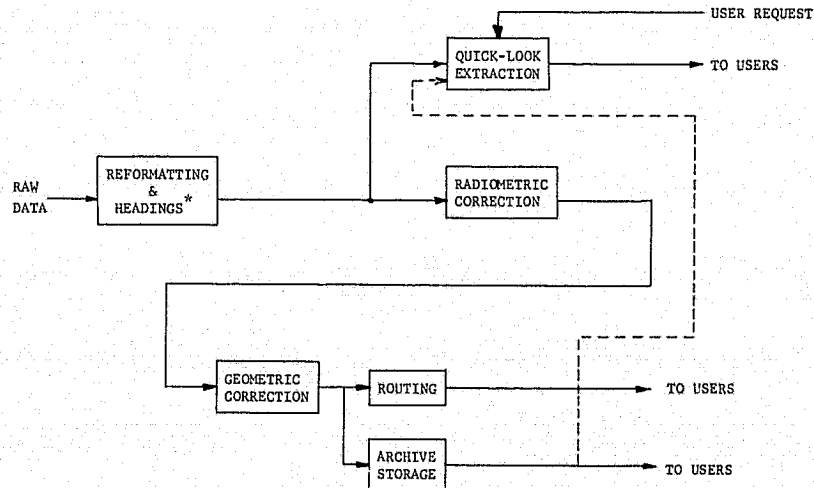 USER REQUEST
QUICK-LOOK
EXTRACTION
TO USERS
RAW
DATA
REFORMATTING
&
HEADINGS*
RADIOMETRIC
CORRECTION
GEOMETRIC
CORRECTION
ROUTING
TO USERS
ARCHIVE
STORAGE
TO USERS